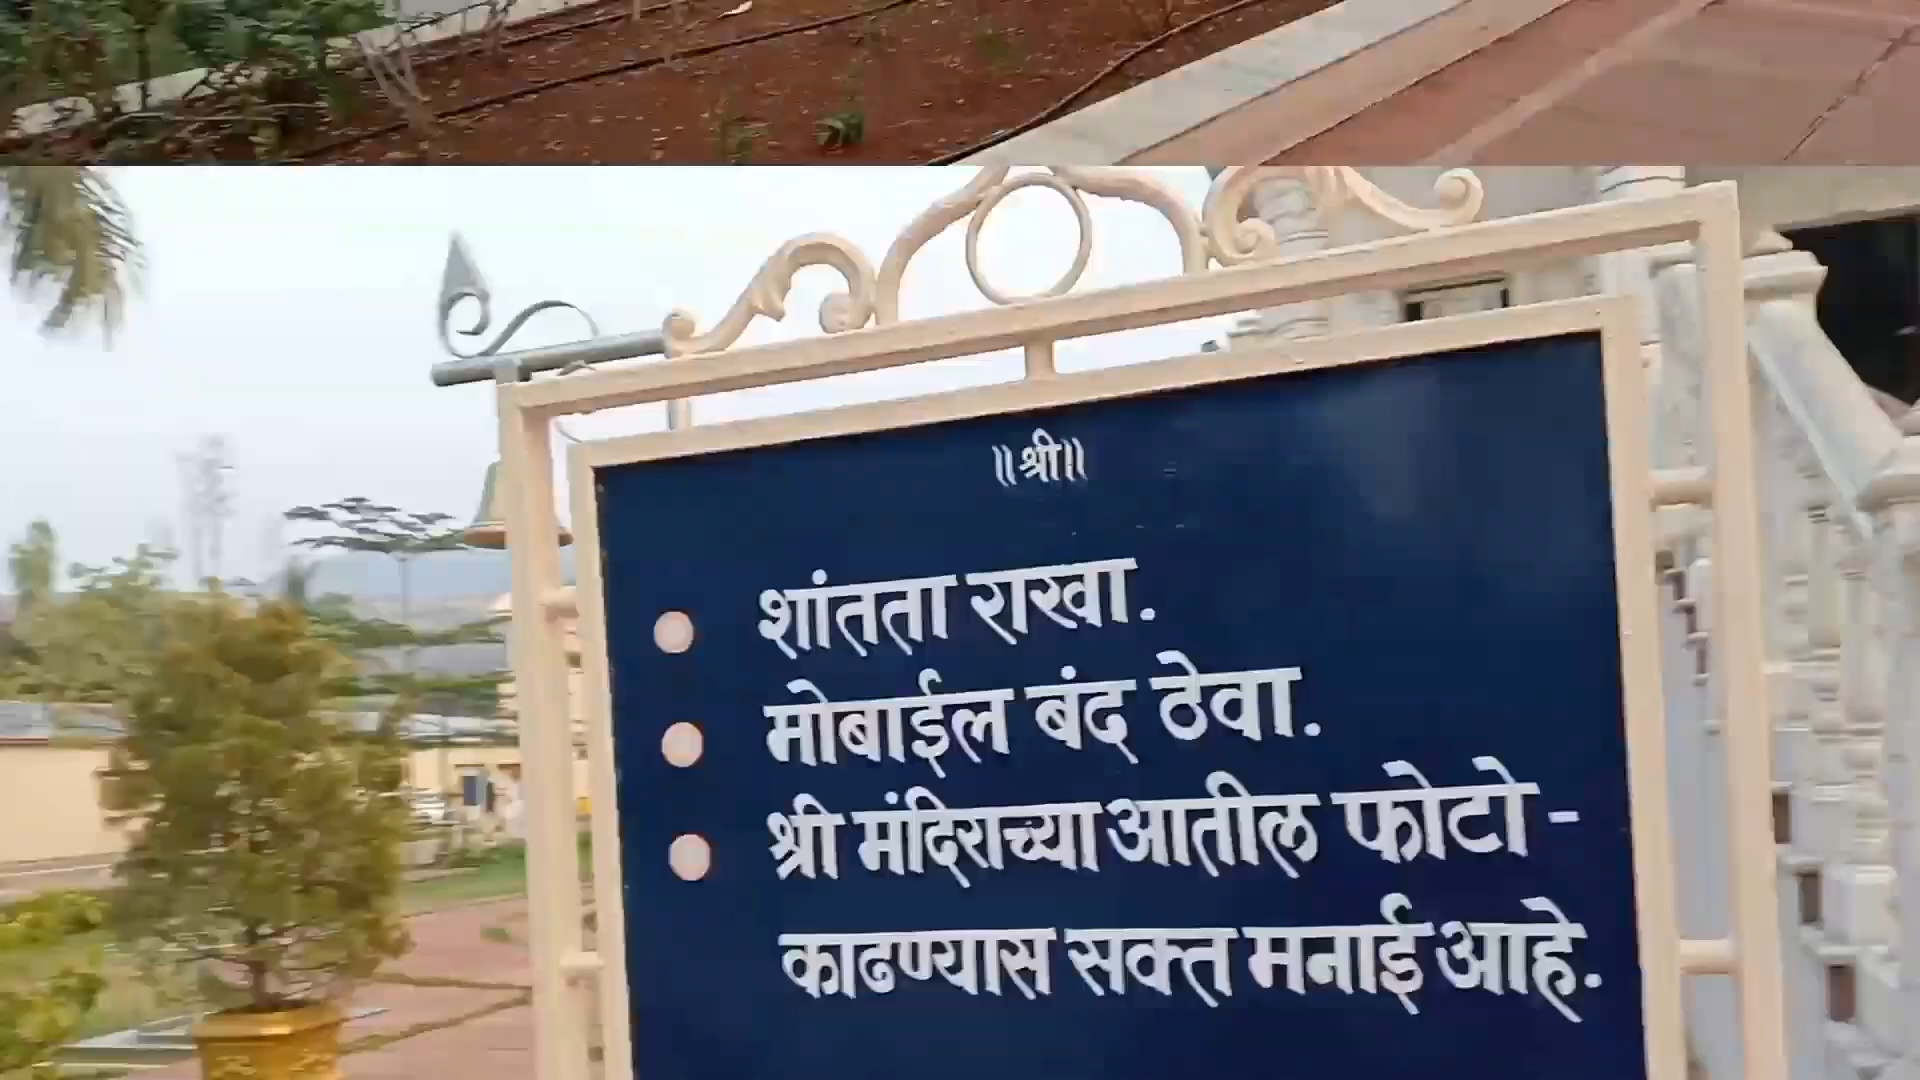 ॥श्री॥
शांतता राखा.
मोबाईल बंद ठेवा.
श्री मंदिराच्या आतील फोटो -
काढण्यास सक्त मनाई आहे.